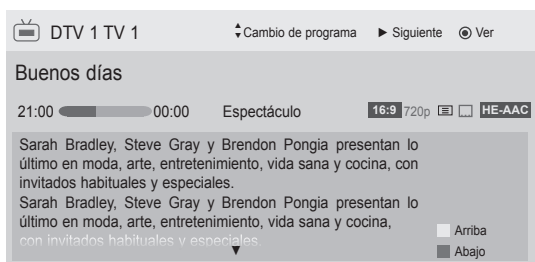 DTV 1 TV 1
Cambio de programa
Siguiente
Ver
Buenos días
21:00 00:00 Espectáculo 16:9 720p HE-AAC
Sarah Bradley, Steve Gray y Brendon Pongia presentan lo
último en moda, arte, entretenimiento, vida sana y cocina, con
invitados habituales y especiales.
Sarah Bradley, Steve Gray y Brendon Pongia presentan lo
último en moda, arte, entretenimiento, vida sana y cocina,
con invitados habituales y especiales.
Arriba
Abajo